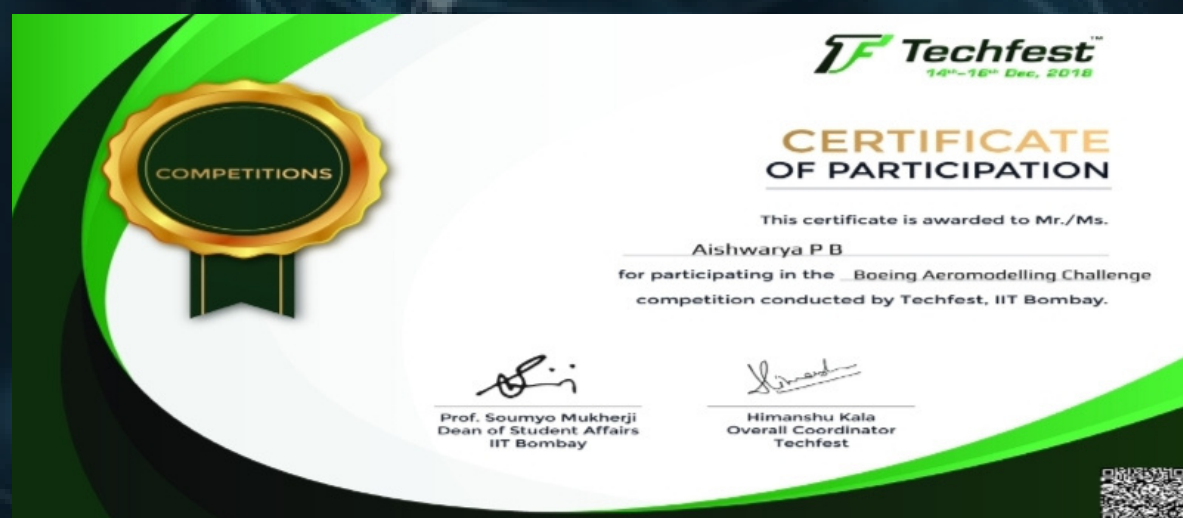 COMPETITIONS
Techfest™
14th-16th Dec, 2018
CERTIFICATE
OF PARTICIPATION
This certificate is awarded to Mr./Ms.
Aishwarya P B
for participating in the Boeing Aeromodelling Challenge
competition conducted by Techfest, IIT Bombay.
Prof. Soumyo Mukherji
Dean of Student Affairs
IIT Bombay
Himanshu Kala
Overall Coordinator
Techfest